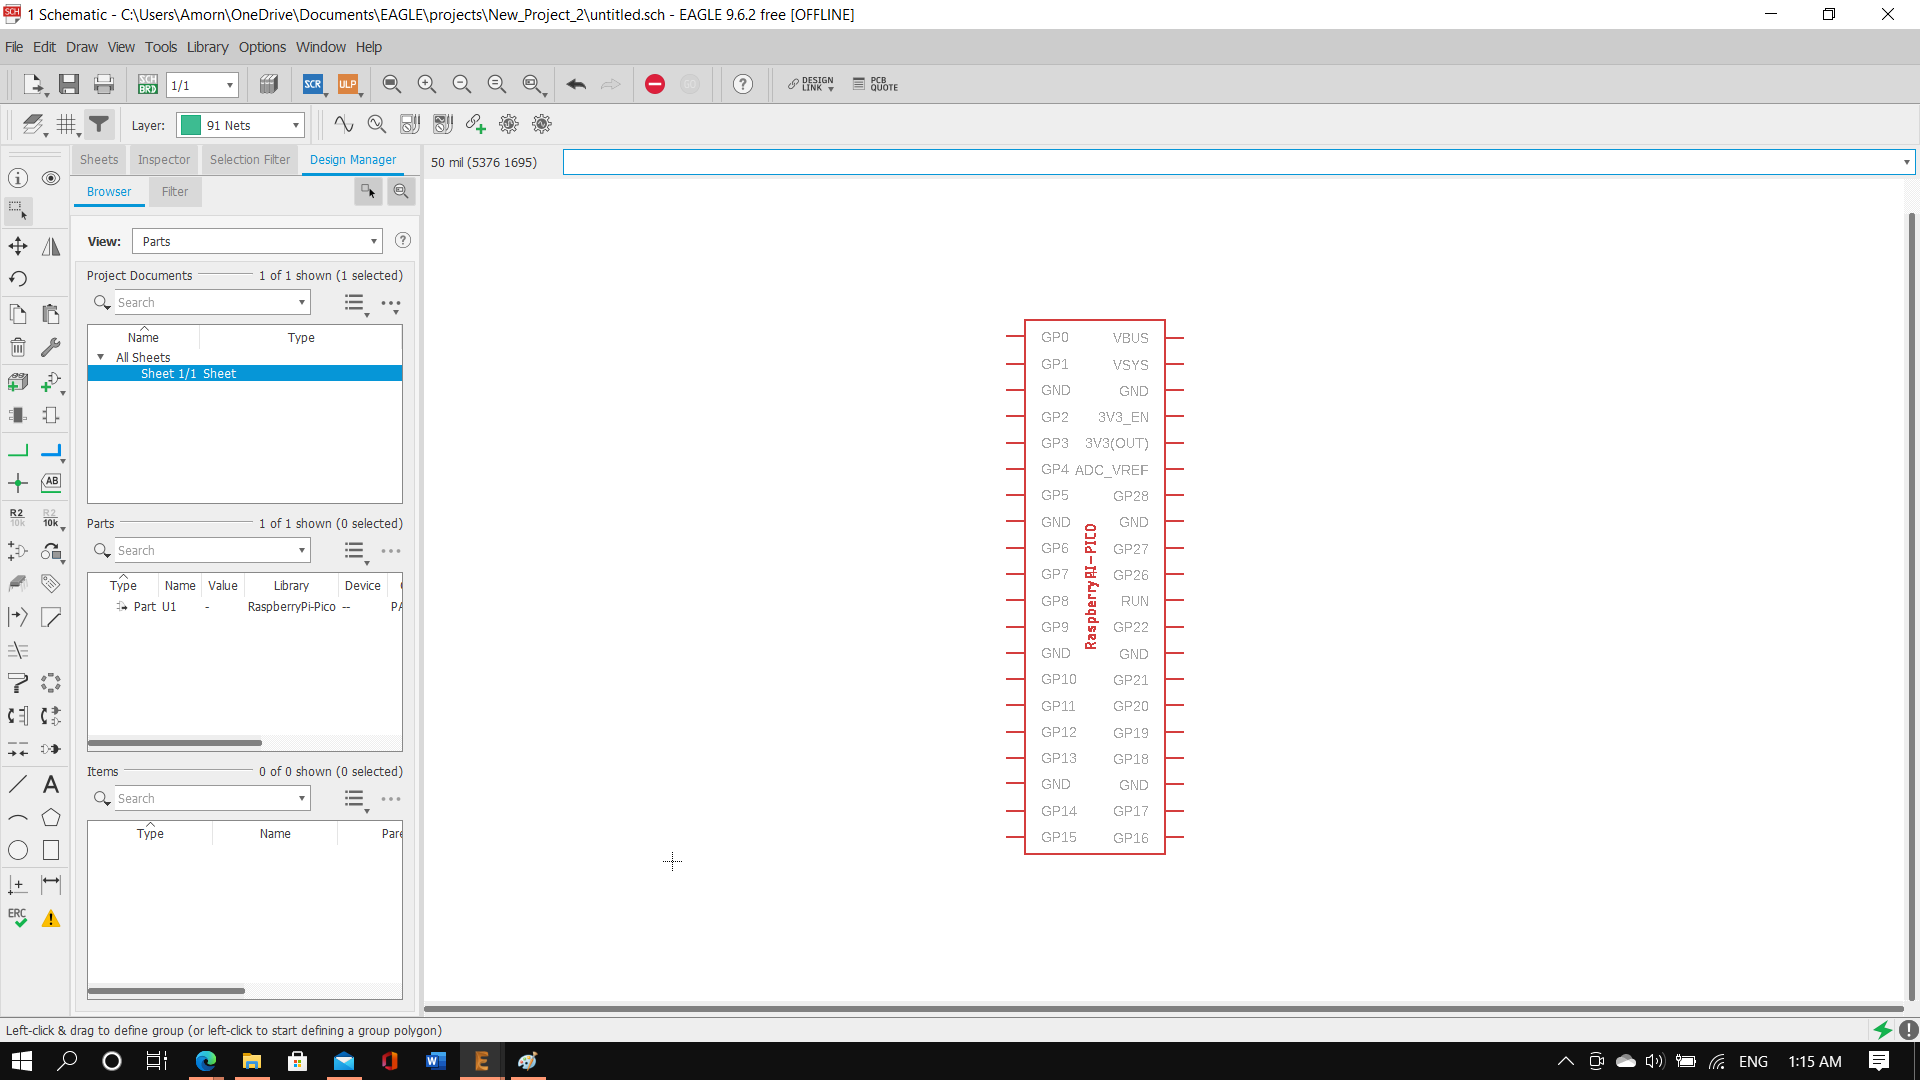 1 Schematic - C:\Users\Amorn\OneDrive\Documents\EAGLE\projects\New_Project_2\untitled.sch - EAGLE 9.6.2 free [OFFLINE]
File Edit Draw View Tools Library Options Window Help
SCH BRD 1/1 SCR ULP GO ? DESIGN LINK PCB QUOTE
Layer: 91 Nets
Sheets Inspector Selection Filter Design Manager
50 mil (5376 1695)
Browser Filter
View: Parts
Project Documents 1 of 1 shown (1 selected)
Search
Name Type
All Sheets
Sheet 1/1 Sheet
Parts 1 of 1 shown (0 selected)
Search
Type Name Value Library Device
Part U1 - RaspberryPi-Pico -- PA
Items 0 of 0 shown (0 selected)
Search
Type Name Pare
AB
R2 10k R2 10k
ERC
GP0 VBUS
GP1 VSYS
GND GND
GP2 3V3_EN
GP3 3V3(OUT)
GP4 ADC_VREF
GP5 GP28
GND GND
GP6 GP27
GP7 GP26
GP8 RUN
GP9 GP22
GND GND
GP10 GP21
GP11 GP20
GP12 GP19
GP13 GP18
GND GND
GP14 GP17
GP15 GP16
RaspberryPI-PICO
Left-click & drag to define group (or left-click to start defining a group polygon)
ENG 1:15 AM